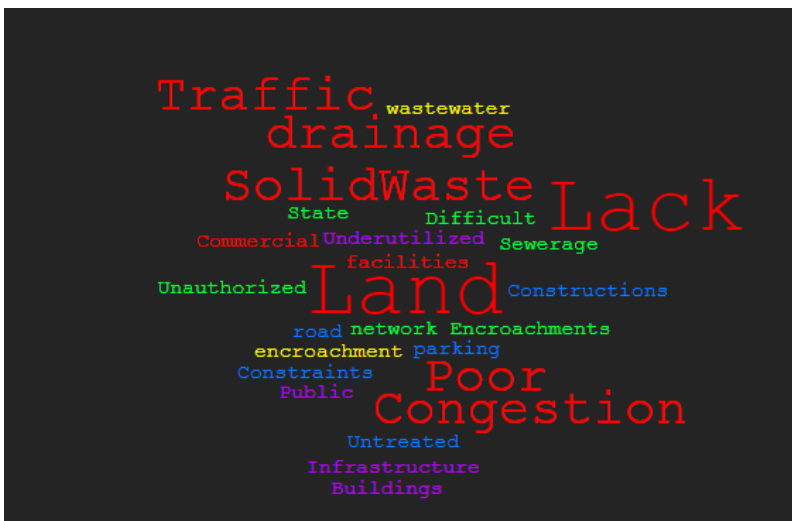 Traffic
wastewater
drainage
SolidWaste
Lack
State
Difficult
Commercial
Underutilized
Sewerage
facilities
Unauthorized
Land
Constructions
road
network
Encroachments
encroachment
parking
Constraints
Poor
Public
Congestion
Untreated
Infrastructure
Buildings